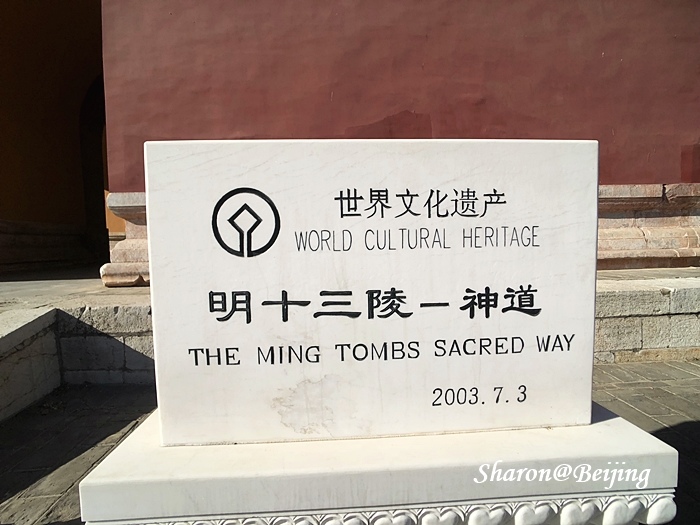 世界文化遗产
WORLD CULTURAL HERITAGE
明十三陵－神道
THE MING TOMBS SACRED WAY
2003.7.3
Sharon@Beijing